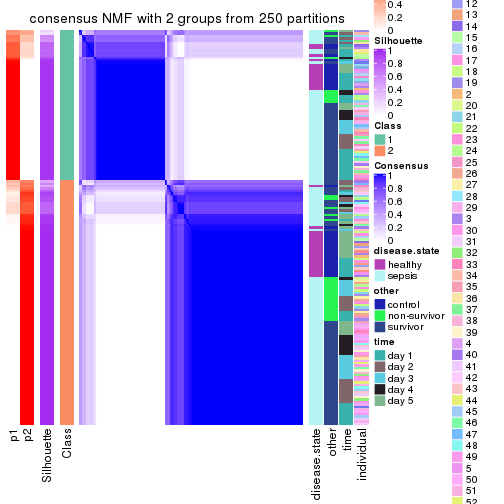 consensus NMF with 2 groups from 250 partitions
p1
p2
Silhouette
Class
disease.state
other
time
individual
0.4
0.2
0
Silhouette
1
0.8
0.6
0.4
0.2
0
Class
1
2
Consensus
1
0.8
0.6
0.4
0.2
0
disease.state
healthy
sepsis
other
control
non-survivor
survivor
time
day 1
day 2
day 3
day 4
day 5
12
13
14
15
16
17
18
19
2
20
21
22
23
24
25
26
27
28
29
3
30
31
32
33
34
35
36
37
38
39
4
40
41
42
43
44
45
46
47
48
49
5
50
51
52